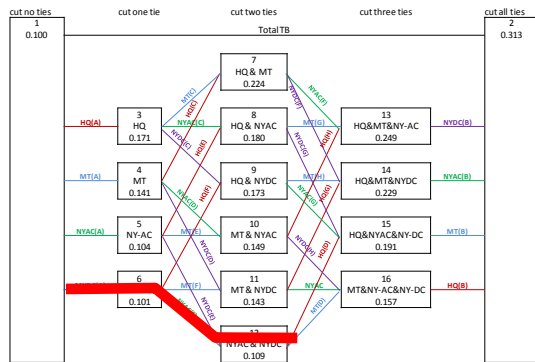 cut no ties cut one tie cut two ties cut three ties cut all ties
1
0.100
Total TB
2
0.313
7
HQ & MT
0.224
MT(C)
HQ(C)
NYAC(F)
NYDC(F)
HQ(A)
3
HQ
0.171
NYAC(C)
NYDC(C)
HQ(E)
8
HQ & NYAC
0.180
MT(G)
NYDC(G)
HQ(H)
13
HQ&MT&NY-AC
0.249
NYDC(B)
MT(A)
4
MT
0.141
NYAC(D)
NYDC(D)
HQ(F)
9
HQ & NYDC
0.173
MT(H)
NYAC(G)
HQ(G)
14
HQ&MT&NYDC
0.229
NYAC(B)
NYAC(A)
5
NY-AC
0.104
MT(E)
NYDC(E)
10
MT & NYAC
0.149
NYDC(H)
HQ(D)
15
HQ&NYAC&NY-DC
0.191
MT(B)
6
0.101
MT(F)
11
MT & NYDC
0.143
NYAC
MT(D)
16
MT&NY-AC&NY-DC
0.157
HQ(B)
12
NYAC & NYDC
0.109